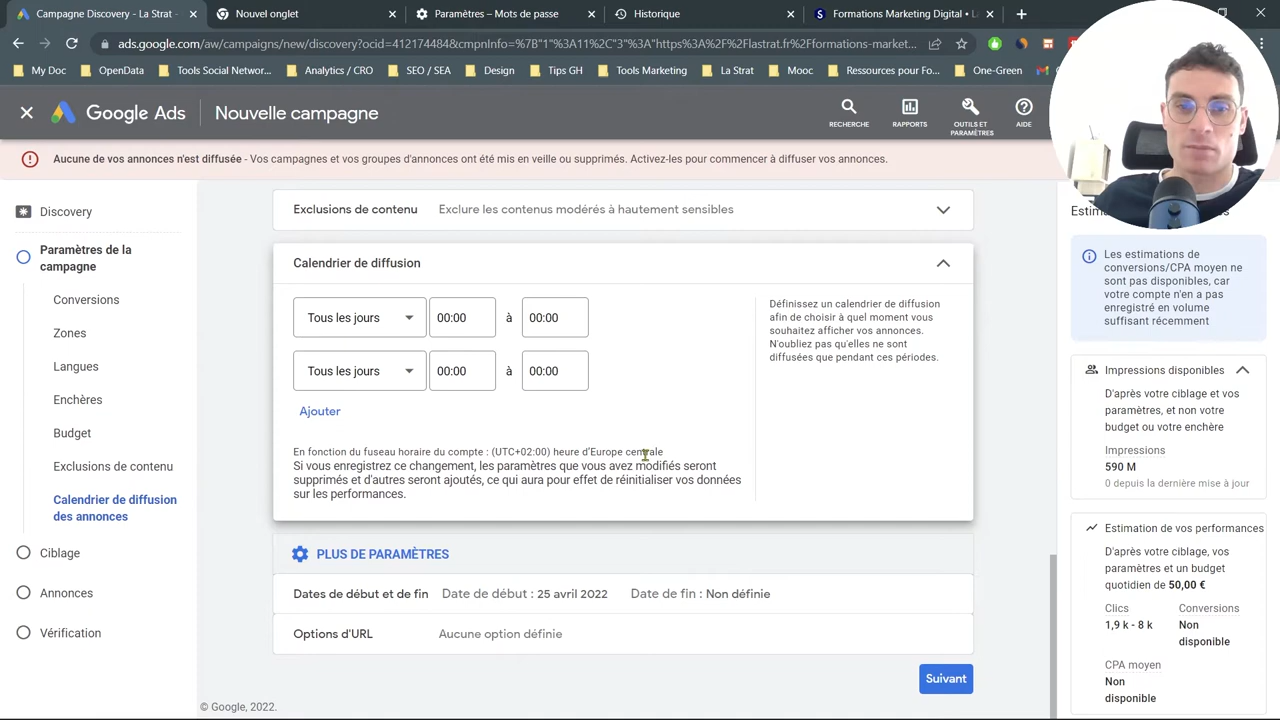 Campagne Discovery - La Strat
Nouvel onglet
Paramètres – Mots de passe
Historique
Formations Marketing Digital - L
ads.google.com/aw/campaigns/new/discovery?cid=412174484&cmpnInfo=%7B"1"%3A11%2C"3"%3A"https%3A%2F%2Flastrat.fr%2Fformations-market...
My Doc
OpenData
Tools Social Networ...
Analytics / CRO
SEO / SEA
Design
Tips GH
Tools Marketing
La Strat
Mooc
Ressources pour Fo...
One-Green
Google Ads
Nouvelle campagne
RECHERCHE
RAPPORTS
OUTILS ET
PARAMÈTRES
AIDE
Aucune de vos annonces n'est diffusée - Vos campagnes et vos groupes d'annonces ont été mis en veille ou supprimés. Activez-les pour commencer à diffuser vos annonces.
Discovery
Paramètres de la
campagne
Conversions
Zones
Langues
Enchères
Budget
Exclusions de contenu
Calendrier de diffusion
des annonces
Ciblage
Annonces
Vérification
Exclusions de contenu
Exclure les contenus modérés à hautement sensibles
Calendrier de diffusion
Tous les jours
00:00
à
00:00
Tous les jours
00:00
à
00:00
Ajouter
Définissez un calendrier de diffusion
afin de choisir à quel moment vous
souhaitez afficher vos annonces.
N'oubliez pas qu'elles ne sont
diffusées que pendant ces périodes.
En fonction du fuseau horaire du compte : (UTC+02:00) heure d'Europe centrale
Si vous enregistrez ce changement, les paramètres que vous avez modifiés seront
supprimés et d'autres seront ajoutés, ce qui aura pour effet de réinitialiser vos données
sur les performances.
PLUS DE PARAMÈTRES
Dates de début et de fin
Date de début : 25 avril 2022
Date de fin : Non définie
Options d'URL
Aucune option définie
Suivant
© Google, 2022.
Les estimations de
conversions/CPA moyen ne
sont pas disponibles, car
votre compte n'en a pas
enregistré en volume
suffisant récemment
Impressions disponibles
D'après votre ciblage et vos
paramètres, et non votre
budget ou votre enchère
Impressions
590 M
0 depuis la dernière mise à jour
Estimation de vos performances
D'après votre ciblage, vos
paramètres et un budget
quotidien de 50,00 €
Clics
1,9 k - 8 k
Conversions
Non
disponible
CPA moyen
Non
disponible